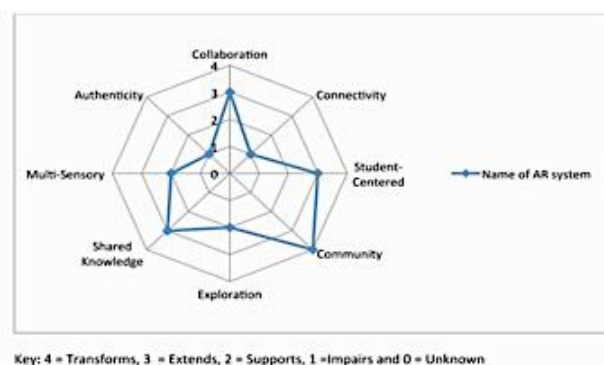 Collaboration
4
Authenticity
Connectivity
3
2
1
Multi-Sensory
0
Student-
Centered
Name of AR system
Shared
Knowledge
Community
Exploration
Key: 4 = Transforms, 3 = Extends, 2 = Supports, 1 =Impairs and 0 = Unknown